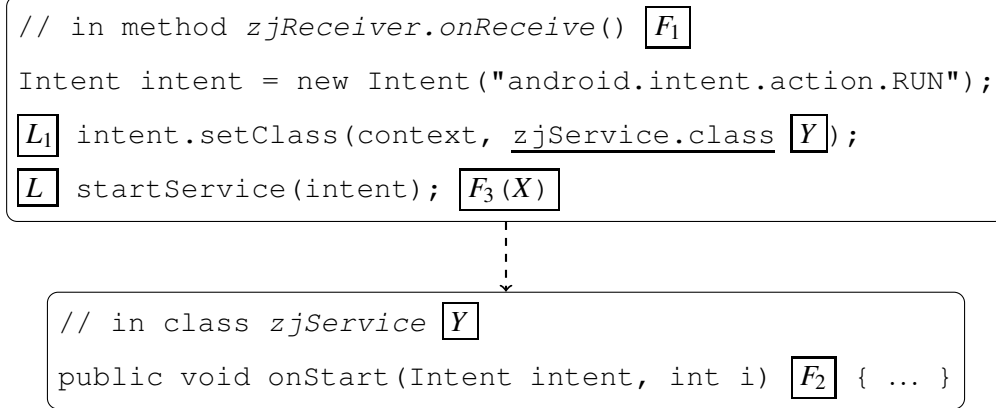 // in method zjReceiver.onReceive() F1
Intent intent = new Intent("android.intent.action.RUN");
L1 intent.setClass(context, zjService.class Y);
L startService(intent); F3(X)
// in class zjService Y
public void onStart(Intent intent, int i) F2 { ... }